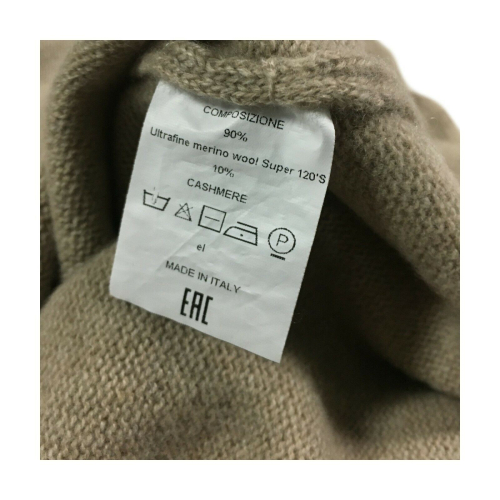 COMPOSIZIONE
90%
Ultrafine merino wool Super 120'S
10%
CASHMERE
P
el
MADE IN ITALY
EAC